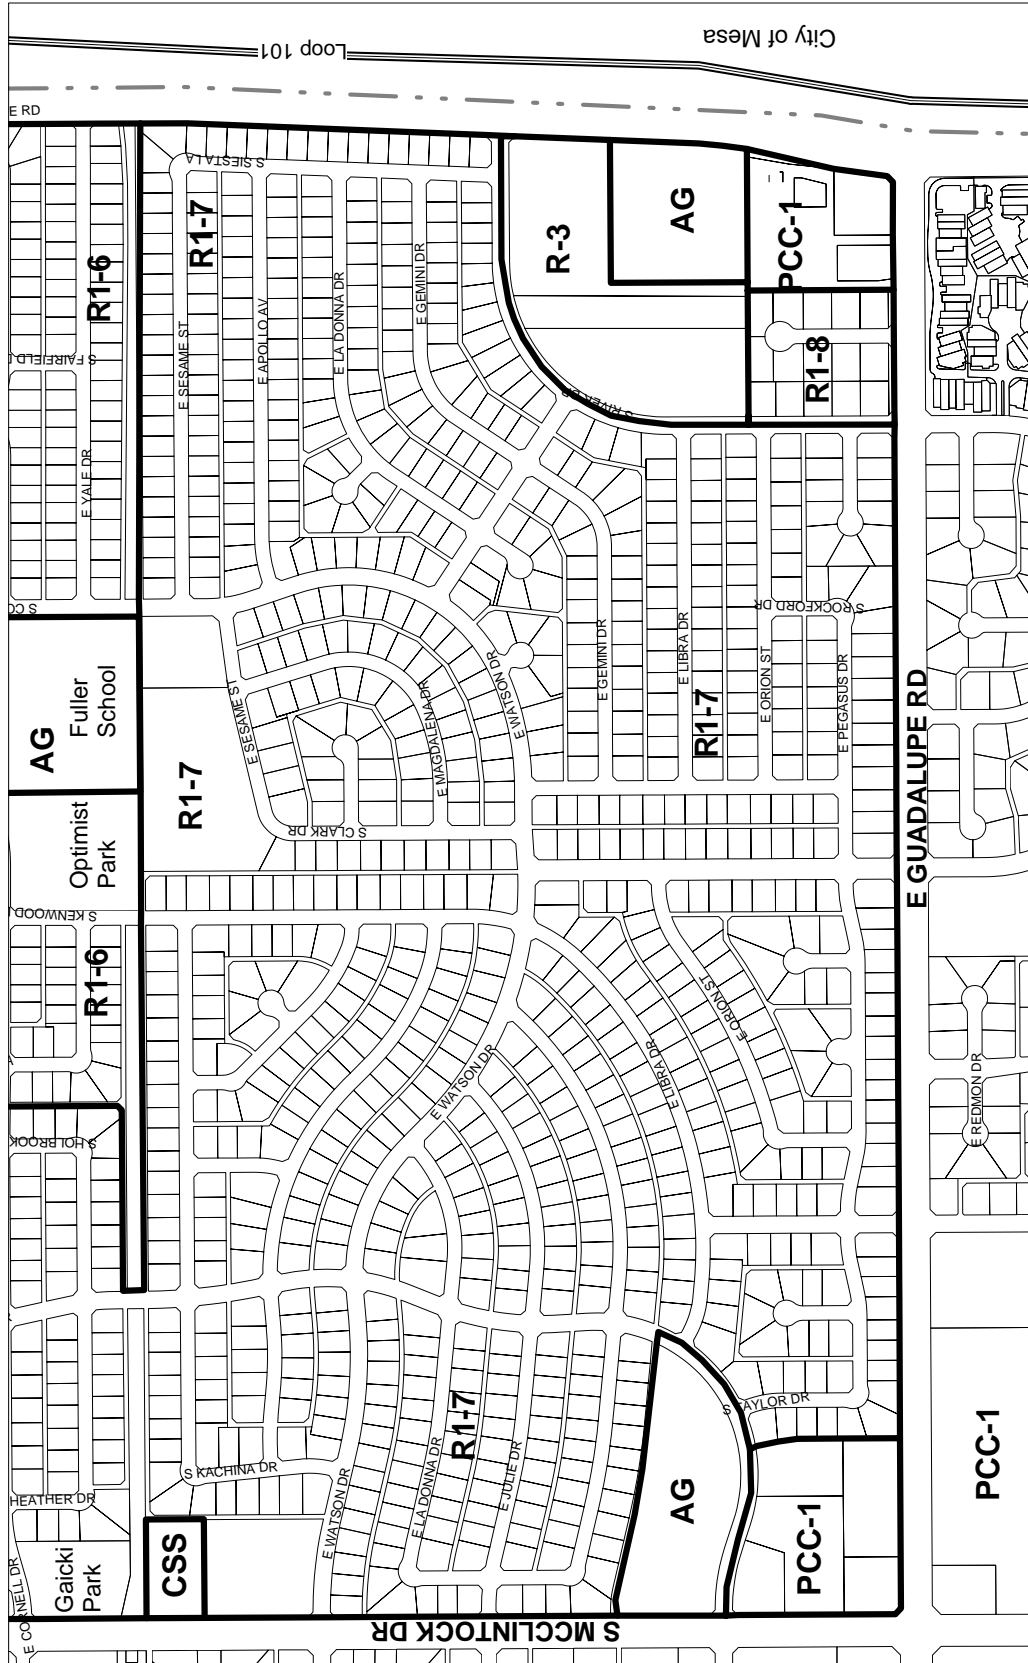 City of Mesa
Loop 101
E RD
S SIESTA LA
R1-7
R1-6
R-3
AG
PCC-1
R1-8
S FAIRFIELD
E SESAME ST
E APOLLO AV
E LA DONNA DR
E GEMINI DR
S RIVER DR
E YALE DR
S CO
AG
Fuller
School
E SESAME ST
E MAGDALENA DR
E WATSON DR
E GEMINI DR
E LIBRA DR
E ORION ST
S ROCKFORD DR
E PEGASUS DR
R1-7
R1-7
E GUADALUPE RD
Optimist
Park
S CLARK DR
S KENWOOD
R1-6
E ORION ST
E LIBRA DR
E WATSON DR
E REDMON DR
S HOLBROOK
S TAYLOR DR
R1-7
E LA DONNA DR
E JULIE DR
S KACHINA DR
E WATSON DR
HEATHER DR
Gaicki
Park
CSS
E CORNELL DR
AG
PCC-1
PCC-1
S MCCLINTOCK DR